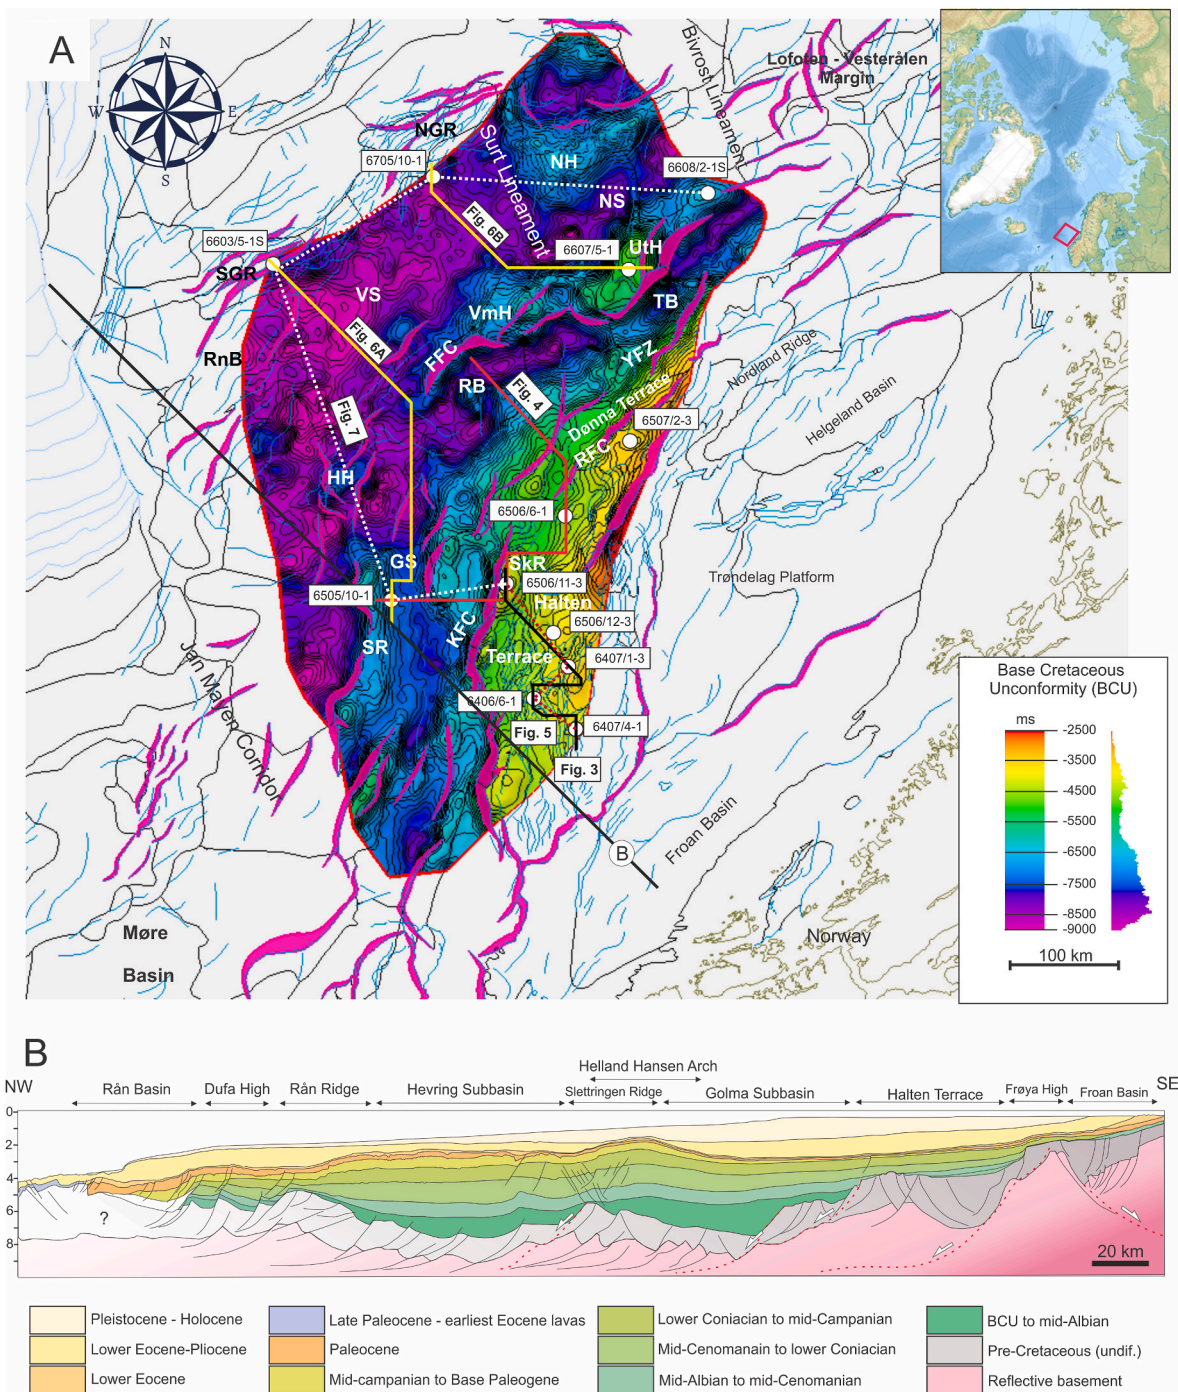 A
N
W
E
S
Bivrost Lineament
Lofoten - Vesterålen
Margin
NGR
Surt Lineament
6705/10-1
NH
6608/2-1S
NS
Fig. 6B
6603/5-1S
6607/5-1
UtH
SGR
VS
TB
VmH
RnB
Fig. 6A
FFC
YFZ
Nordland Ridge
RB
Fig. 4
Dønna Terrace
Helgeland Basin
Fig. 7
6507/2-3
RFC
HH
6506/6-1
GS
SkR
Trøndelag Platform
6506/11-3
6505/10-1
Halten
6506/12-3
KFC
SR
Terrace
6407/1-3
Jan Mayen Corridor
6406/6-1
6407/4-1
Fig. 5
Fig. 3
B
Froan Basin
Møre
Basin
Norway
Base Cretaceous
Unconformity (BCU)
ms
-2500
-3500
-4500
-5500
-6500
-7500
-8500
-9000
100 km
B
Helland Hansen Arch
NW
Rån Basin
Dufa High
Rån Ridge
Hevring Subbasin
Slettringen Ridge
Golma Subbasin
Halten Terrace
Frøya High
Froan Basin
SE
0
2
4
6
8
?
20 km
Pleistocene - Holocene
Late Paleocene - earliest Eocene lavas
Lower Coniacian to mid-Campanian
BCU to mid-Albian
Lower Eocene-Pliocene
Paleocene
Mid-Cenomanain to lower Coniacian
Pre-Cretaceous (undif.)
Lower Eocene
Mid-campanian to Base Paleogene
Mid-Albian to mid-Cenomanian
Reflective basement